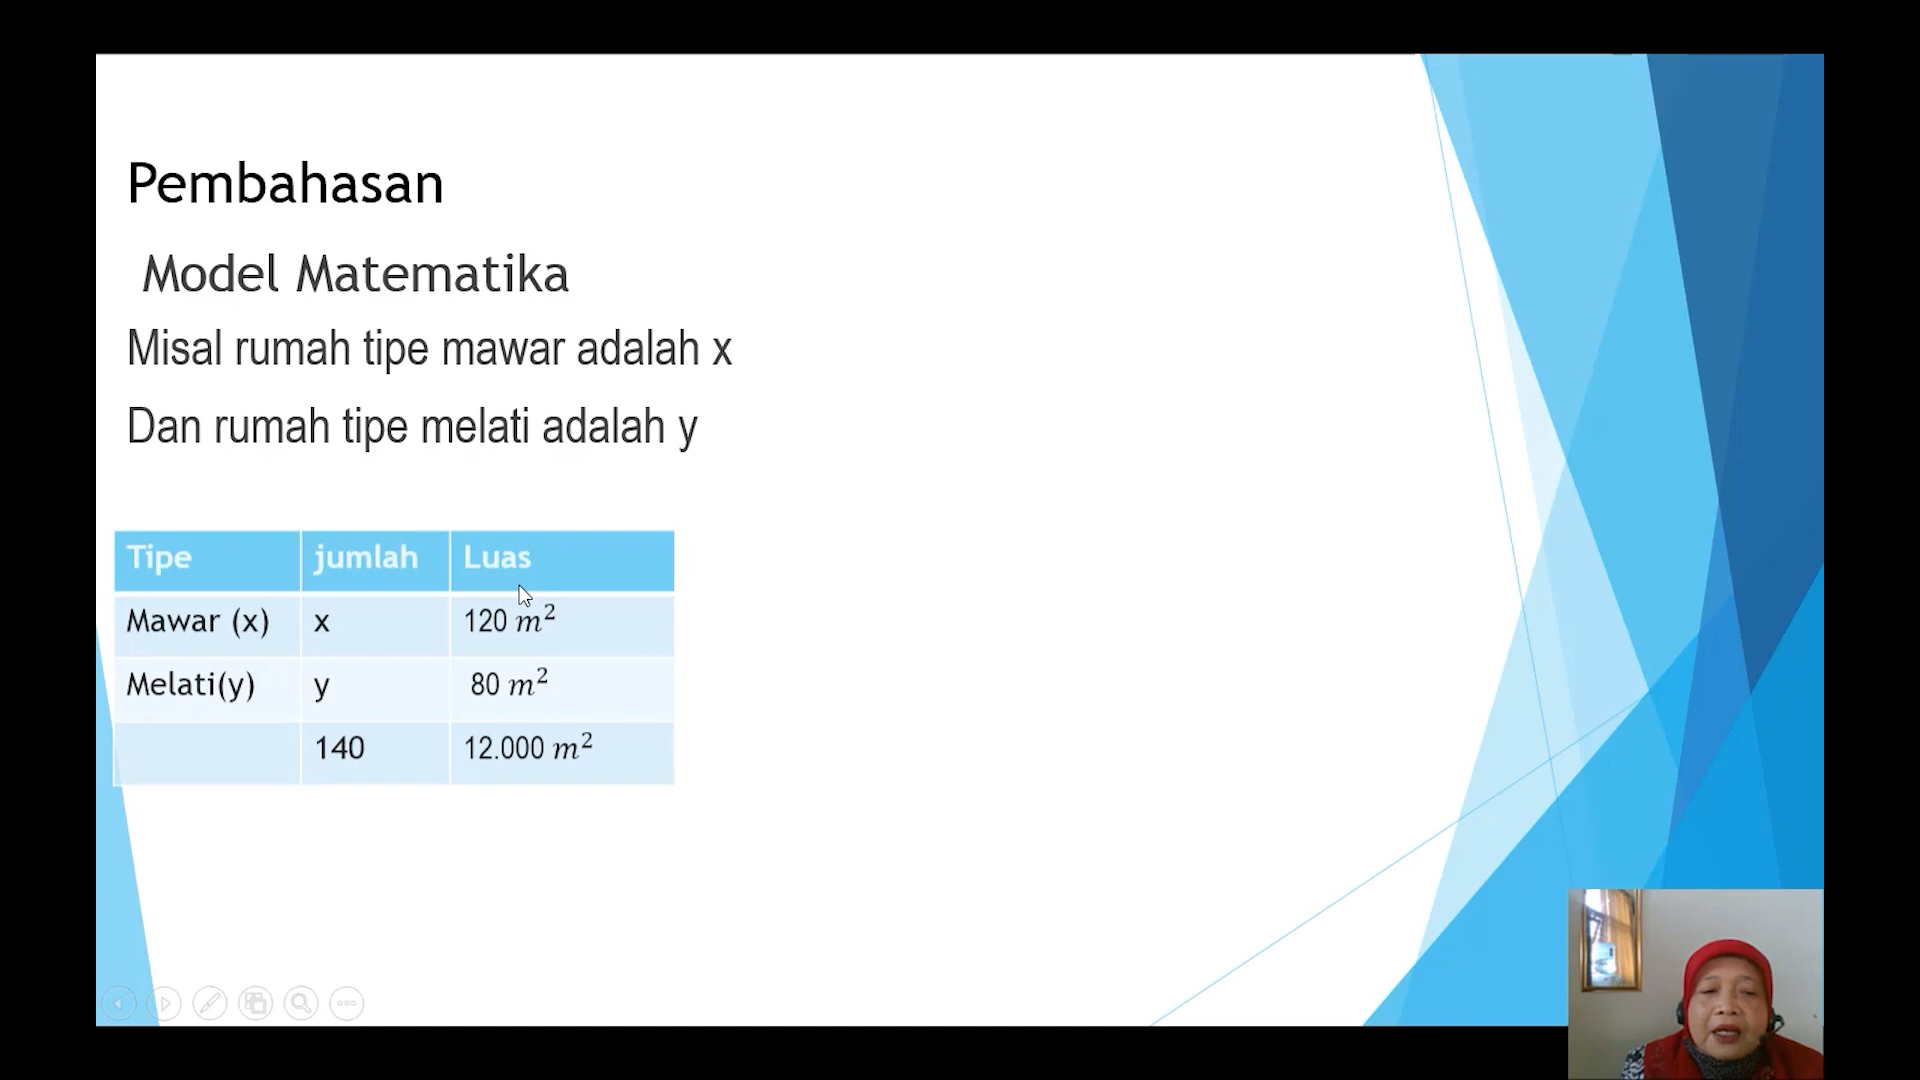 Pembahasan
Model Matematika
Misal rumah tipe mawar adalah x
Dan rumah tipe melati adalah y
Tipe jumlah Luas
Mawar (x) x 120 m²
Melati(y) y 80 m²
140 12.000 m²